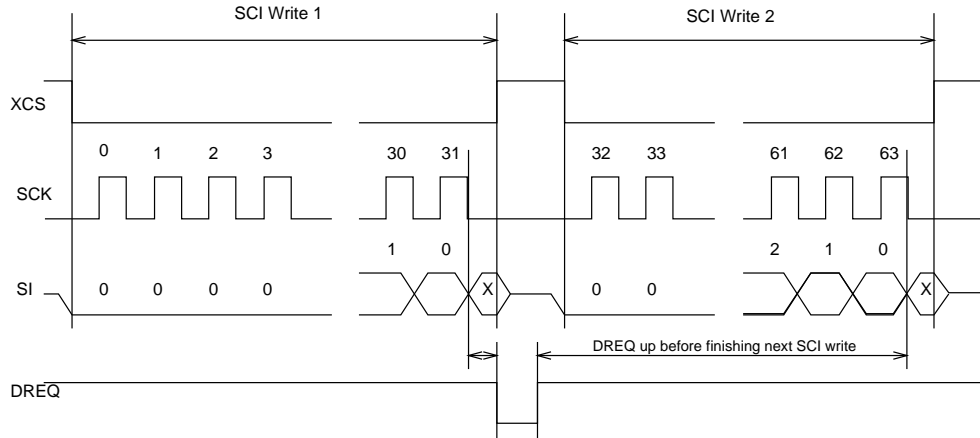 SCI Write 1 SCI Write 2
XCS
0 1 2 3 30 31 32 33 61 62 63
SCK
1 0 2 1 0
SI 0 0 0 0 X 0 0 X
DREQ up before finishing next SCI write
DREQ